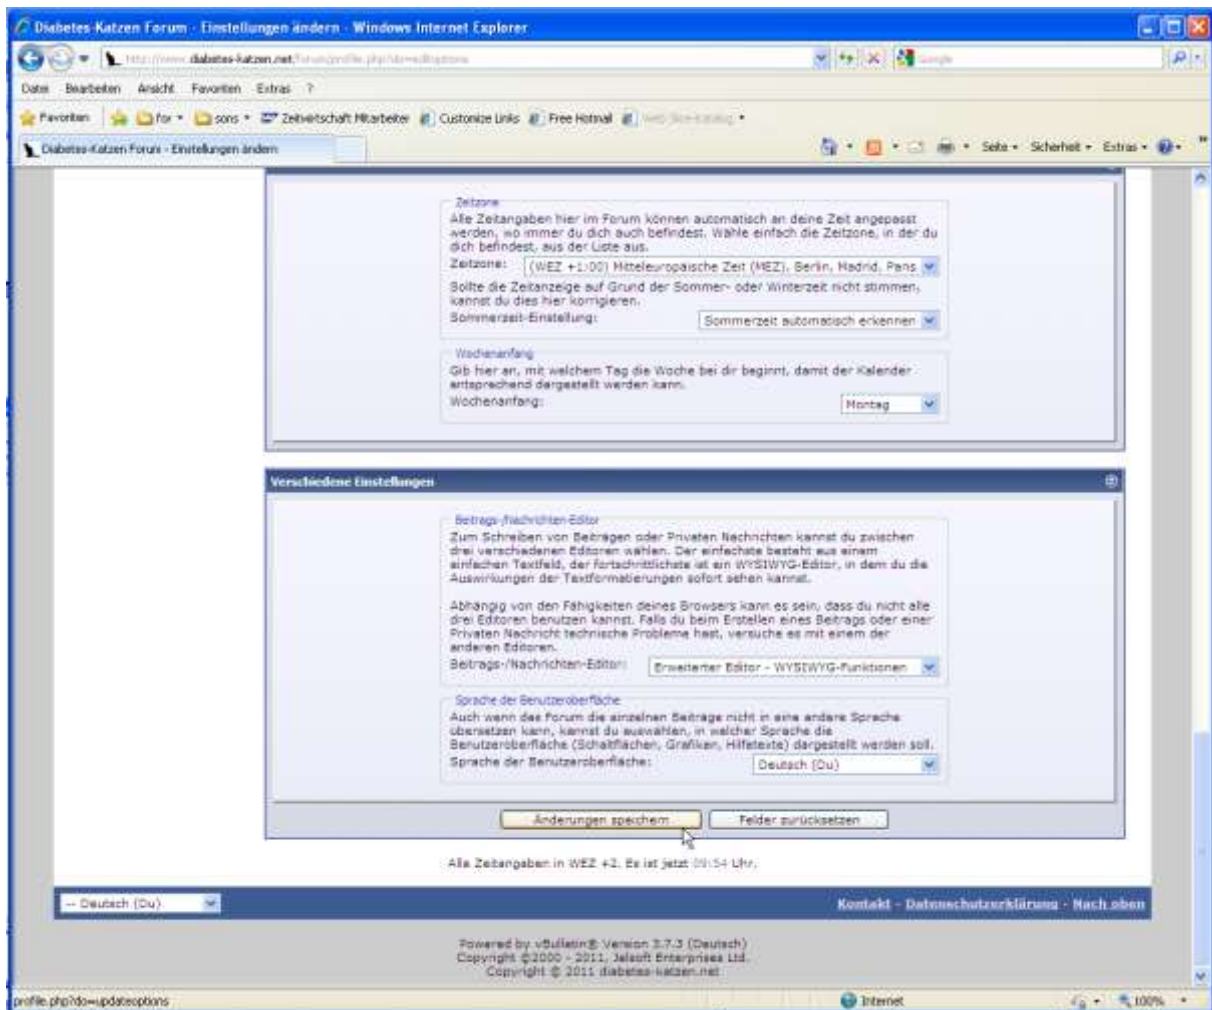 Diabetes-Katzen Forum - Einstellungen ändern - Windows Internet Explorer
http://www.diabetes-katzen.net/forum/profile.php?do=editoptions
Google
Datei Bearbeiten Ansicht Favoriten Extras ?
Favoriten for sons Zeitwirtschaft Mitarbeiter Customize Links Free Hotmail
Diabetes-Katzen Forum - Einstellungen ändern
Seite Sicherheit Extras
Zeitzone
Alle Zeitangaben hier im Forum können automatisch an deine Zeit angepasst
werden, wo immer du dich auch befindest. Wähle einfach die Zeitzone, in der du
dich befindest, aus der Liste aus.
Zeitzone: (WEZ +1:00) Mitteleuropäische Zeit (MEZ), Berlin, Madrid, Paris
Sollte die Zeitanzeige auf Grund der Sommer- oder Winterzeit nicht stimmen,
kannst du dies hier korrigieren.
Sommerzeit-Einstellung: Sommerzeit automatisch erkennen
Wochenanfang
Gib hier an, mit welchem Tag die Woche bei dir beginnt, damit der Kalender
entsprechend dargestellt werden kann.
Wochenanfang: Montag
Verschiedene Einstellungen
Beitrags-/Nachrichten-Editor
Zum Schreiben von Beiträgen oder Privaten Nachrichten kannst du zwischen
drei verschiedenen Editoren wählen. Der einfachste besteht aus einem
einfachen Textfeld, der fortschrittlichste ist ein WYSIWYG-Editor, in dem du die
Auswirkungen der Textformatierungen sofort sehen kannst.
Abhängig von den Fähigkeiten deines Browsers kann es sein, dass du nicht alle
drei Editoren benutzen kannst. Falls du beim Erstellen eines Beitrags oder einer
Privaten Nachricht technische Probleme hast, versuche es mit einem der
anderen Editoren.
Beitrags-/Nachrichten-Editor: Erweiterter Editor - WYSIWYG-Funktionen
Sprache der Benutzeroberfläche
Auch wenn das Forum die einzelnen Beiträge nicht in eine andere Sprache
übersetzen kann, kannst du auswählen, in welcher Sprache die
Benutzeroberfläche (Schaltflächen, Grafiken, Hilfetexte) dargestellt werden soll.
Sprache der Benutzeroberfläche: Deutsch (Du)
Änderungen speichern Felder zurücksetzen
Alle Zeitangaben in WEZ +2. Es ist jetzt 09:54 Uhr.
-- Deutsch (Du) Kontakt - Datenschutzerklärung - Nach oben
Powered by vBulletin® Version 3.7.3 (Deutsch)
Copyright ©2000 - 2011, Jelsoft Enterprises Ltd.
Copyright © 2011 diabetes-katzen.net
profile.php?do=updateoptions Internet 100%